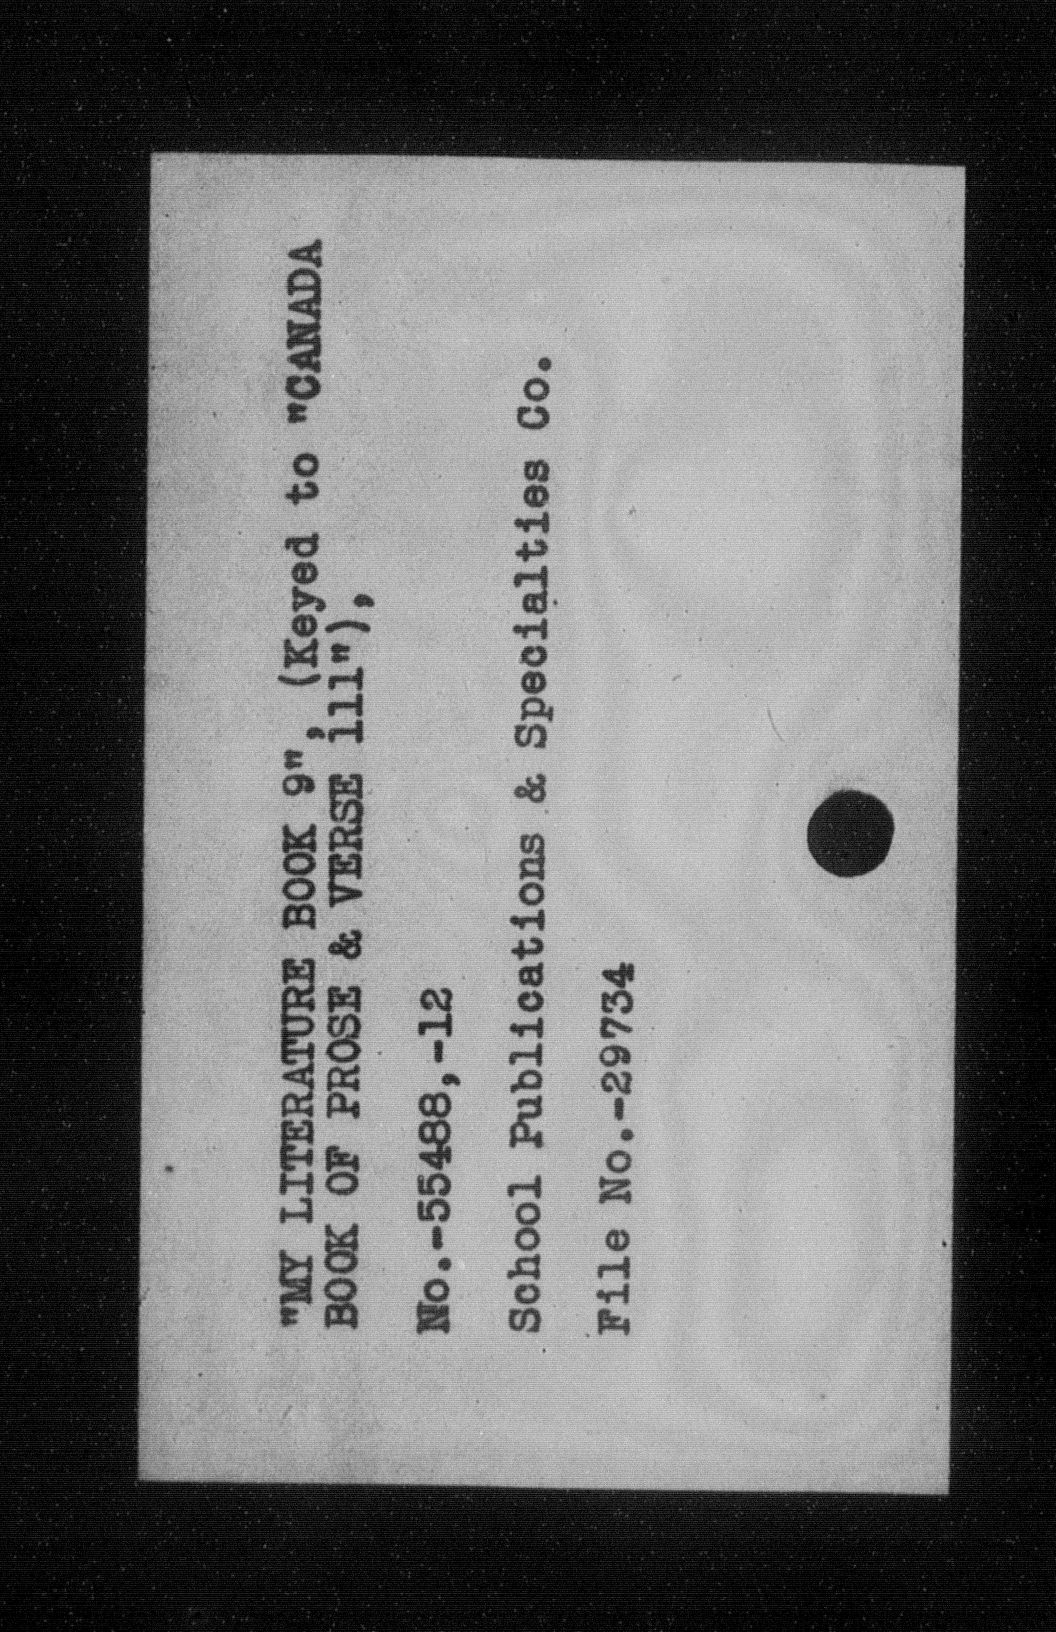 "MY LITERATURE BOOK 9", (Keyed to "CANADA
BOOK OF PROSE & VERSE lll"),
No.-55488,-12
School Publications & Specialties Co.
File No.-29734